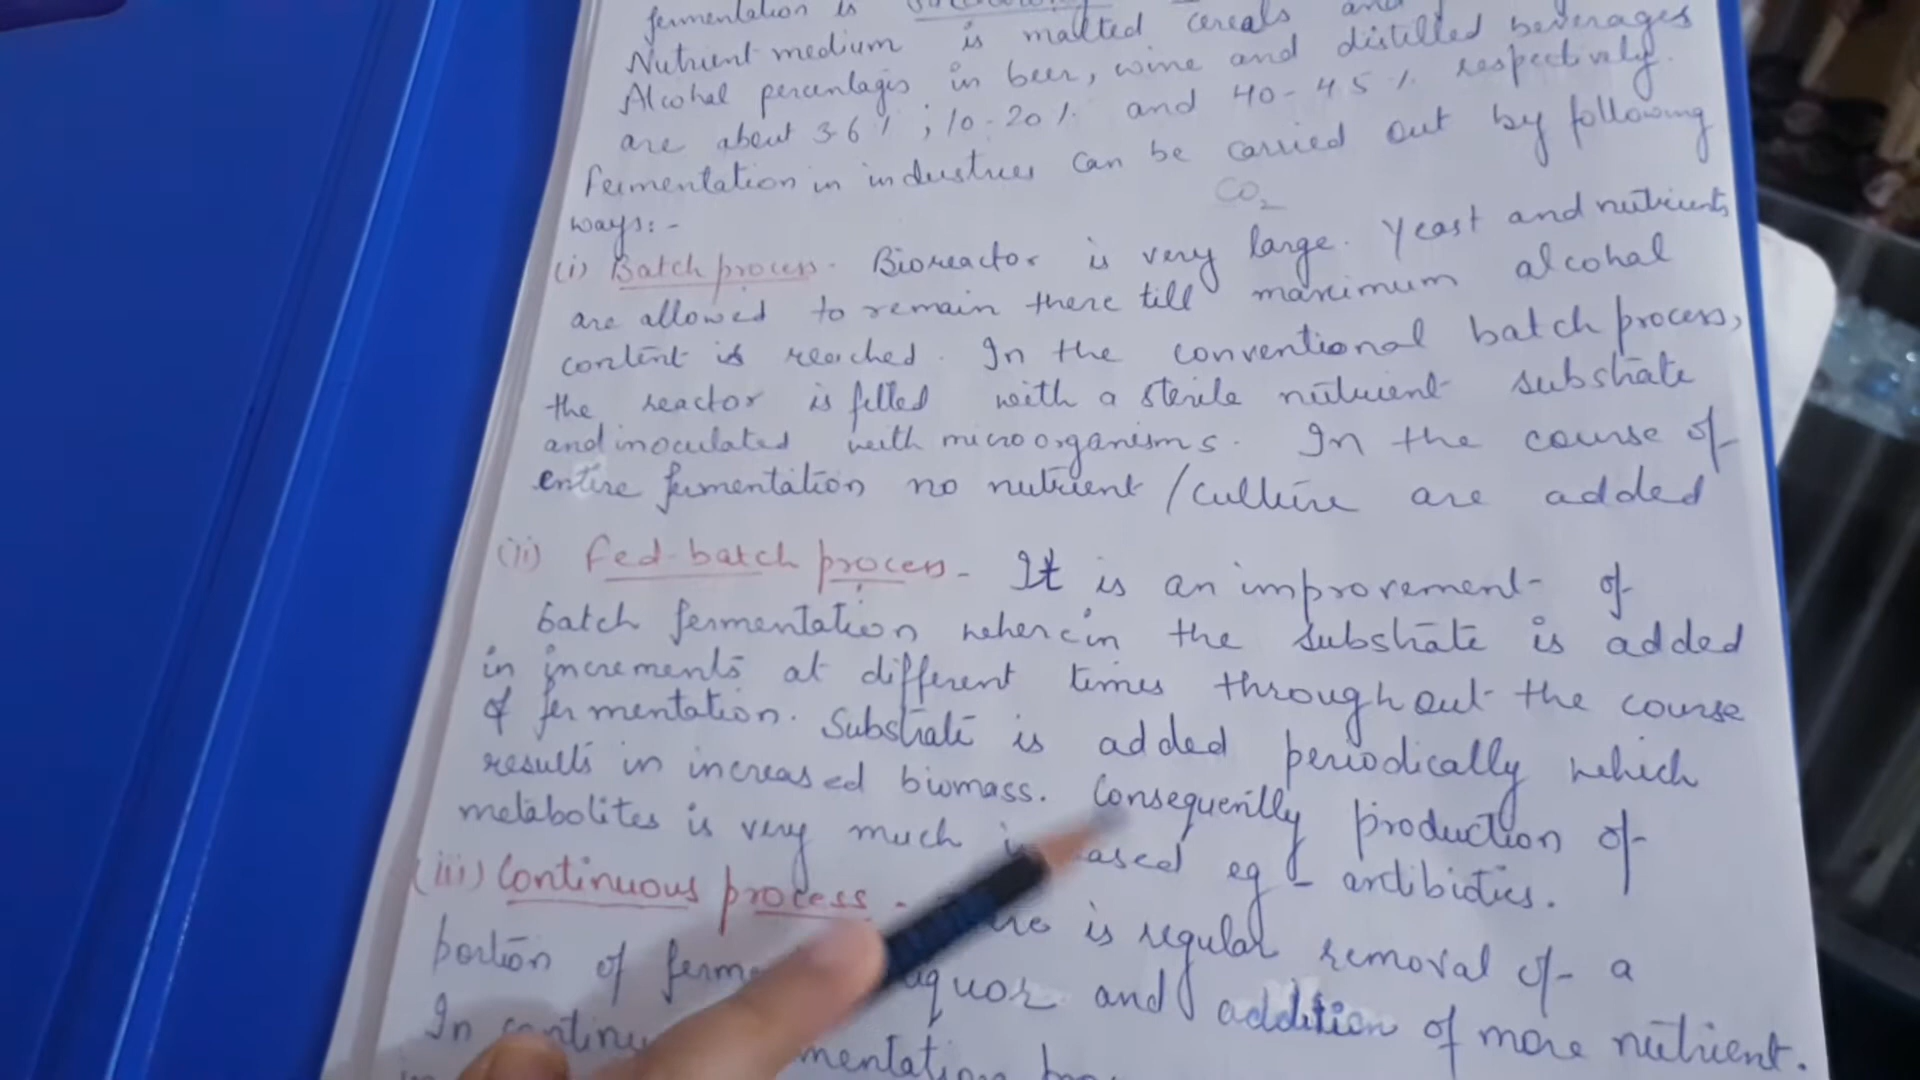 fermentation is
Nutrient medium is malted cereals and
Alcohal percentages in beer, wine and distilled beverages
are about 3-6% ; 10-20% and 40-45% respectively.
Fermentation in industries can be carried out by following
ways:-
CO2
(i) Batch process. Bioreactor is very large. Yeast and nutrients
are allowed to remain there till maximum alcohal
content is reached. In the conventional batch process,
the reactor is filled with a sterile nutrient substrate
and inoculated with microorganisms. In the course of
entire fermentation no nutrient /culture are added
(ii) Fed-batch process- It is an improvement of
batch fermentation wherein the substrate is added
in increments at different times throughout the course
of fermentation. Substrate is added periodically which
results in increased biomass. Consequently production of
metabolites is very much eg - antibiotics.
(iii) Continuous process - is regular removal of a
portion of and addition of more nutrient.
In